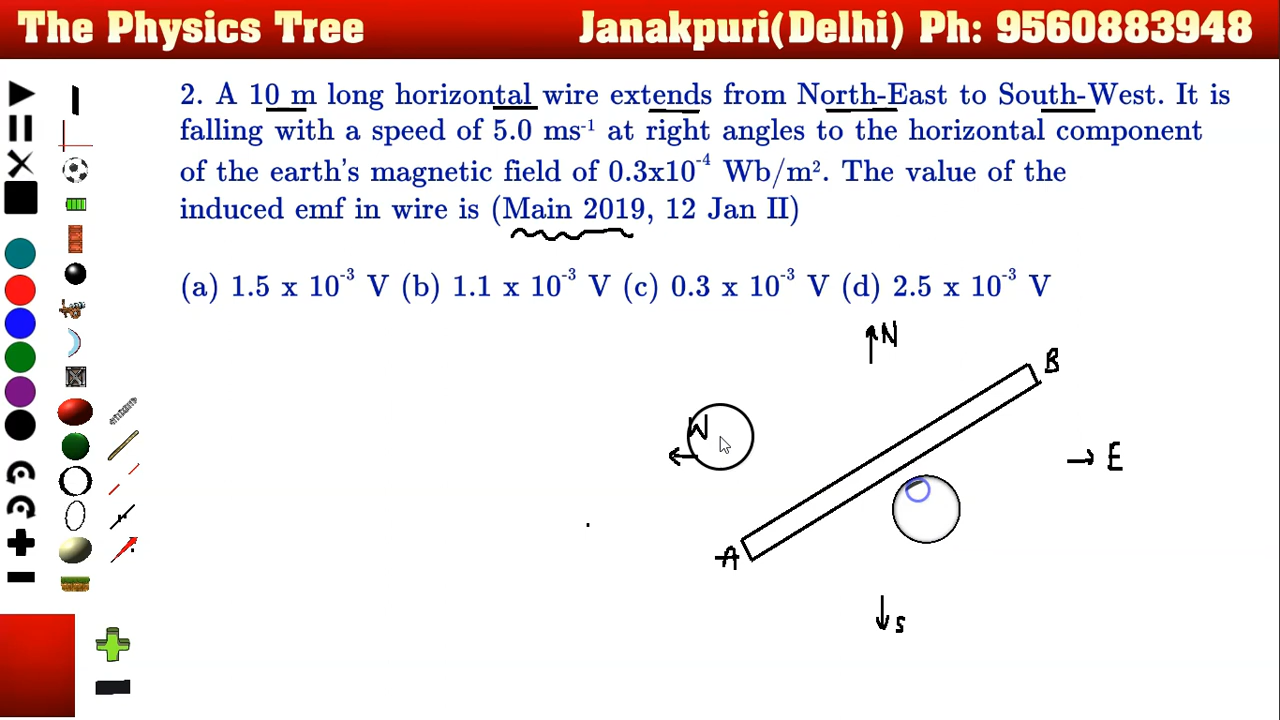 The Physics Tree
Janakpuri(Delhi) Ph: 9560883948
2. A 10 m long horizontal wire extends from North-East to South-West. It is
falling with a speed of 5.0 ms⁻¹ at right angles to the horizontal component
of the earth's magnetic field of 0.3x10⁻⁴ Wb/m². The value of the
induced emf in wire is (Main 2019, 12 Jan II)
(a) 1.5 x 10⁻³ V (b) 1.1 x 10⁻³ V (c) 0.3 x 10⁻³ V (d) 2.5 x 10⁻³ V
N
B
W
E
A
S